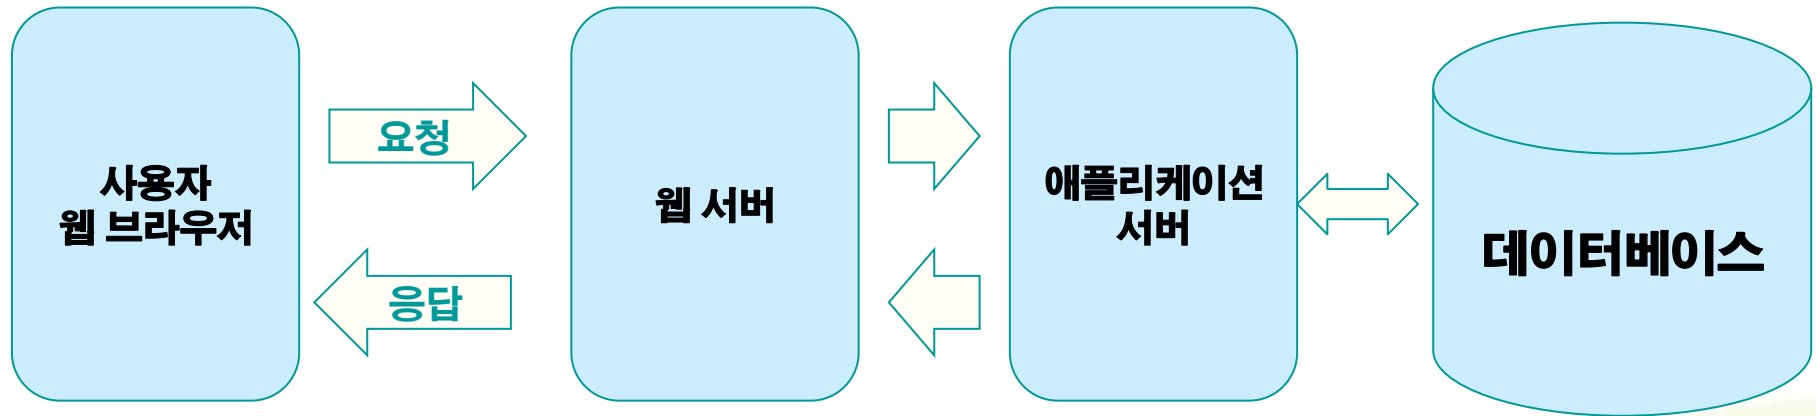 사용자
웹 브라우저
요청
응답
웹 서버
애플리케이션
서버
데이터베이스